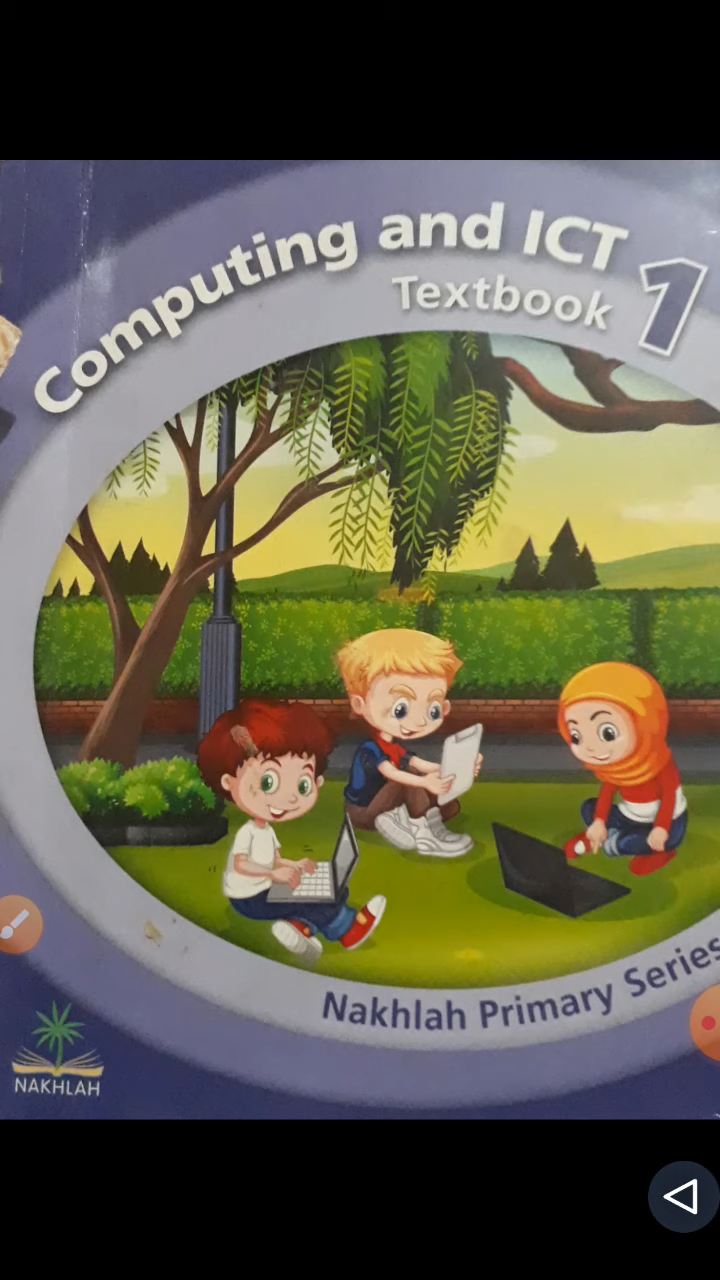 Computing and ICT
Textbook 1
Nakhlah Primary Series
NAKHLAH